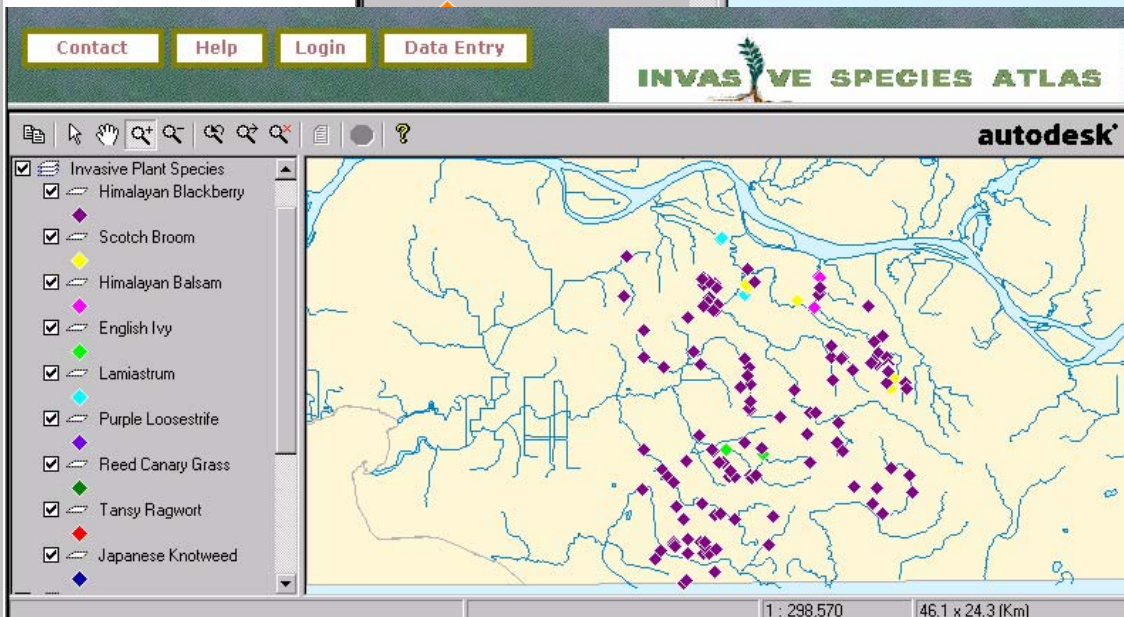 Contact Help Login Data Entry
INVASIVE SPECIES ATLAS
autodesk
Invasive Plant Species
Himalayan Blackberry
Scotch Broom
Himalayan Balsam
English Ivy
Lamiastrum
Purple Loosestrife
Reed Canary Grass
Tansy Ragwort
Japanese Knotweed
1 : 298,570 46.1 x 24.3 (Km)